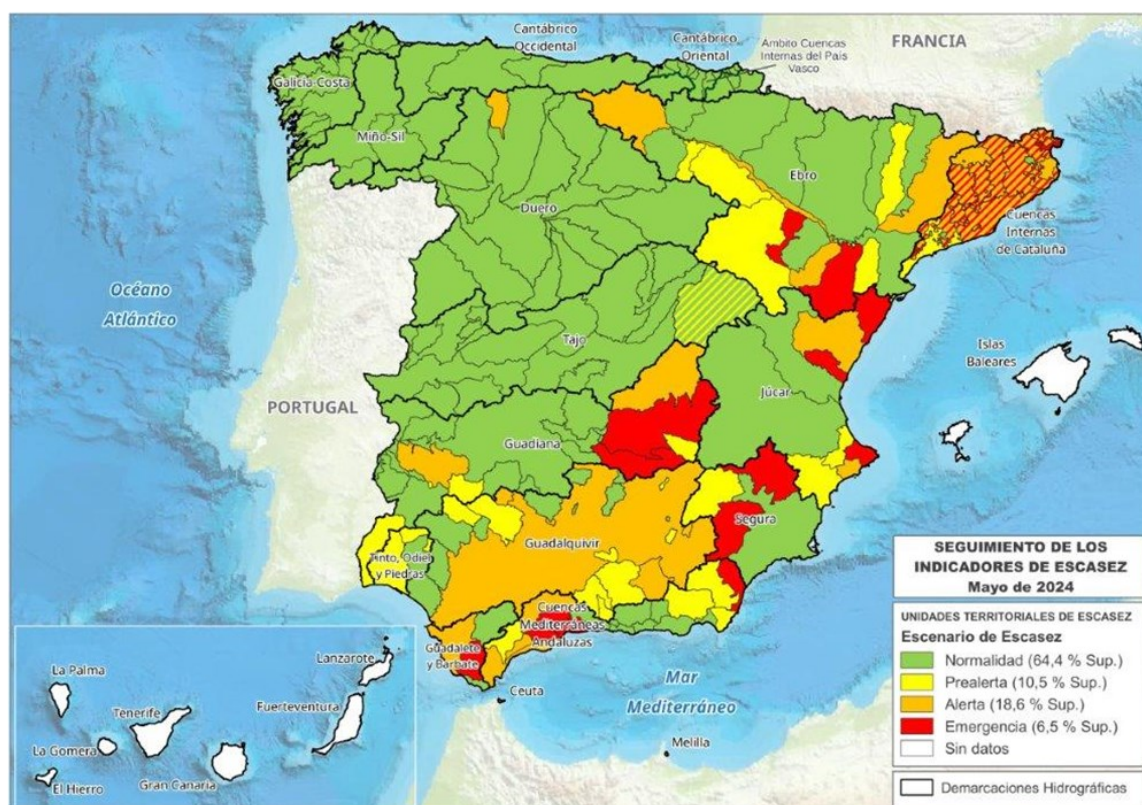 Cantábrico
Occidental
Cantábrico
Oriental
Ámbito Cuencas
Internas del País
Vasco
FRANCIA
Galicia-Costa
Miño-Sil
Ebro
Duero
Cuencas
Internas
de Cataluña
Océano
Atlántico
Tajo
Islas
Baleares
PORTUGAL
Júcar
Guadiana
Segura
Guadalquivir
Tinto, Odiel
y Piedras
Cuencas
Mediterráneas
Andaluzas
Guadalete
y Barbate
Ceuta
Mar
Mediterráneo
Melilla
La Palma
Lanzarote
Tenerife
Fuerteventura
La Gomera
El Hierro
Gran Canaria
SEGUIMIENTO DE LOS
INDICADORES DE ESCASEZ
Mayo de 2024
UNIDADES TERRITORIALES DE ESCASEZ
Escenario de Escasez
Normalidad (64,4 % Sup.)
Prealerta (10,5 % Sup.)
Alerta (18,6 % Sup.)
Emergencia (6,5 % Sup.)
Sin datos
Demarcaciones Hidrográficas